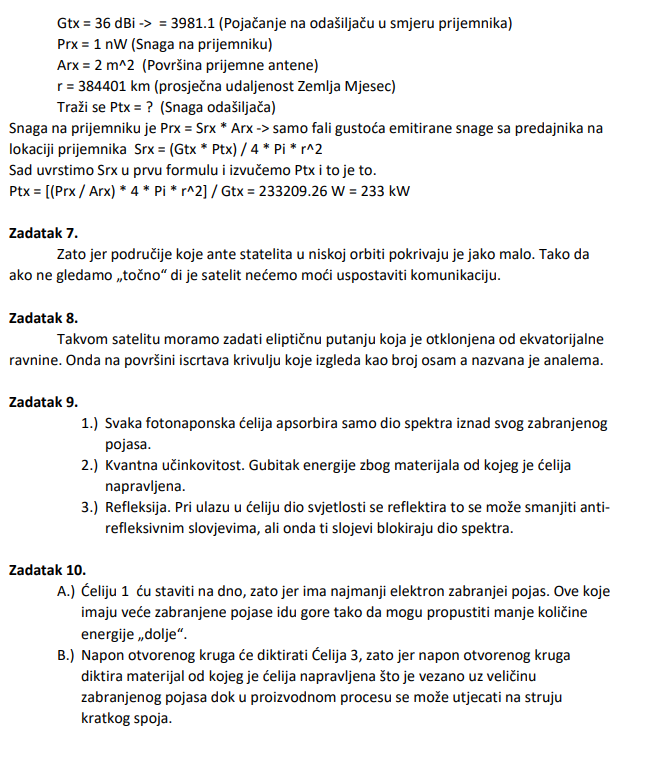 Gtx = 36 dBi -> = 3981.1 (Pojačanje na odašiljaču u smjeru prijemnika)
Prx = 1 nW (Snaga na prijemniku)
Arx = 2 m^2 (Površina prijemne antene)
r = 384401 km (prosječna udaljenost Zemlja Mjesec)
Traži se Ptx = ? (Snaga odašiljača)
Snaga na prijemniku je Prx = Srx * Arx -> samo fali gustoća emitirane snage sa predajnika na
lokaciji prijemnika Srx = (Gtx * Ptx) / 4 * Pi * r^2
Sad uvrstimo Srx u prvu formulu i izvučemo Ptx i to je to.
Ptx = [(Prx / Arx) * 4 * Pi * r^2] / Gtx = 233209.26 W = 233 kW
Zadatak 7.
Zato jer područije koje ante statelita u niskoj orbiti pokrivaju je jako malo. Tako da
ako ne gledamo „točno“ di je satelit nećemo moći uspostaviti komunikaciju.
Zadatak 8.
Takvom satelitu moramo zadati eliptičnu putanju koja je otklonjena od ekvatorijalne
ravnine. Onda na površini iscrtava krivulju koje izgleda kao broj osam a nazvana je analema.
Zadatak 9.
1.) Svaka fotonaponska ćelija apsorbira samo dio spektra iznad svog zabranjenog
pojasa.
2.) Kvantna učinkovitost. Gubitak energije zbog materijala od kojeg je ćelija
napravljena.
3.) Refleksija. Pri ulazu u ćeliju dio svjetlosti se reflektira to se može smanjiti anti-
refleksivnim slovjevima, ali onda ti slojevi blokiraju dio spektra.
Zadatak 10.
A.) Ćeliju 1 ću staviti na dno, zato jer ima najmanji elektron zabranjei pojas. Ove koje
imaju veće zabranjene pojase idu gore tako da mogu propustiti manje količine
energije „dolje“.
B.) Napon otvorenog kruga će diktirati Ćelija 3, zato jer napon otvorenog kruga
diktira materijal od kojeg je ćelija napravljena što je vezano uz veličinu
zabranjenog pojasa dok u proizvodnom procesu se može utjecati na struju
kratkog spoja.